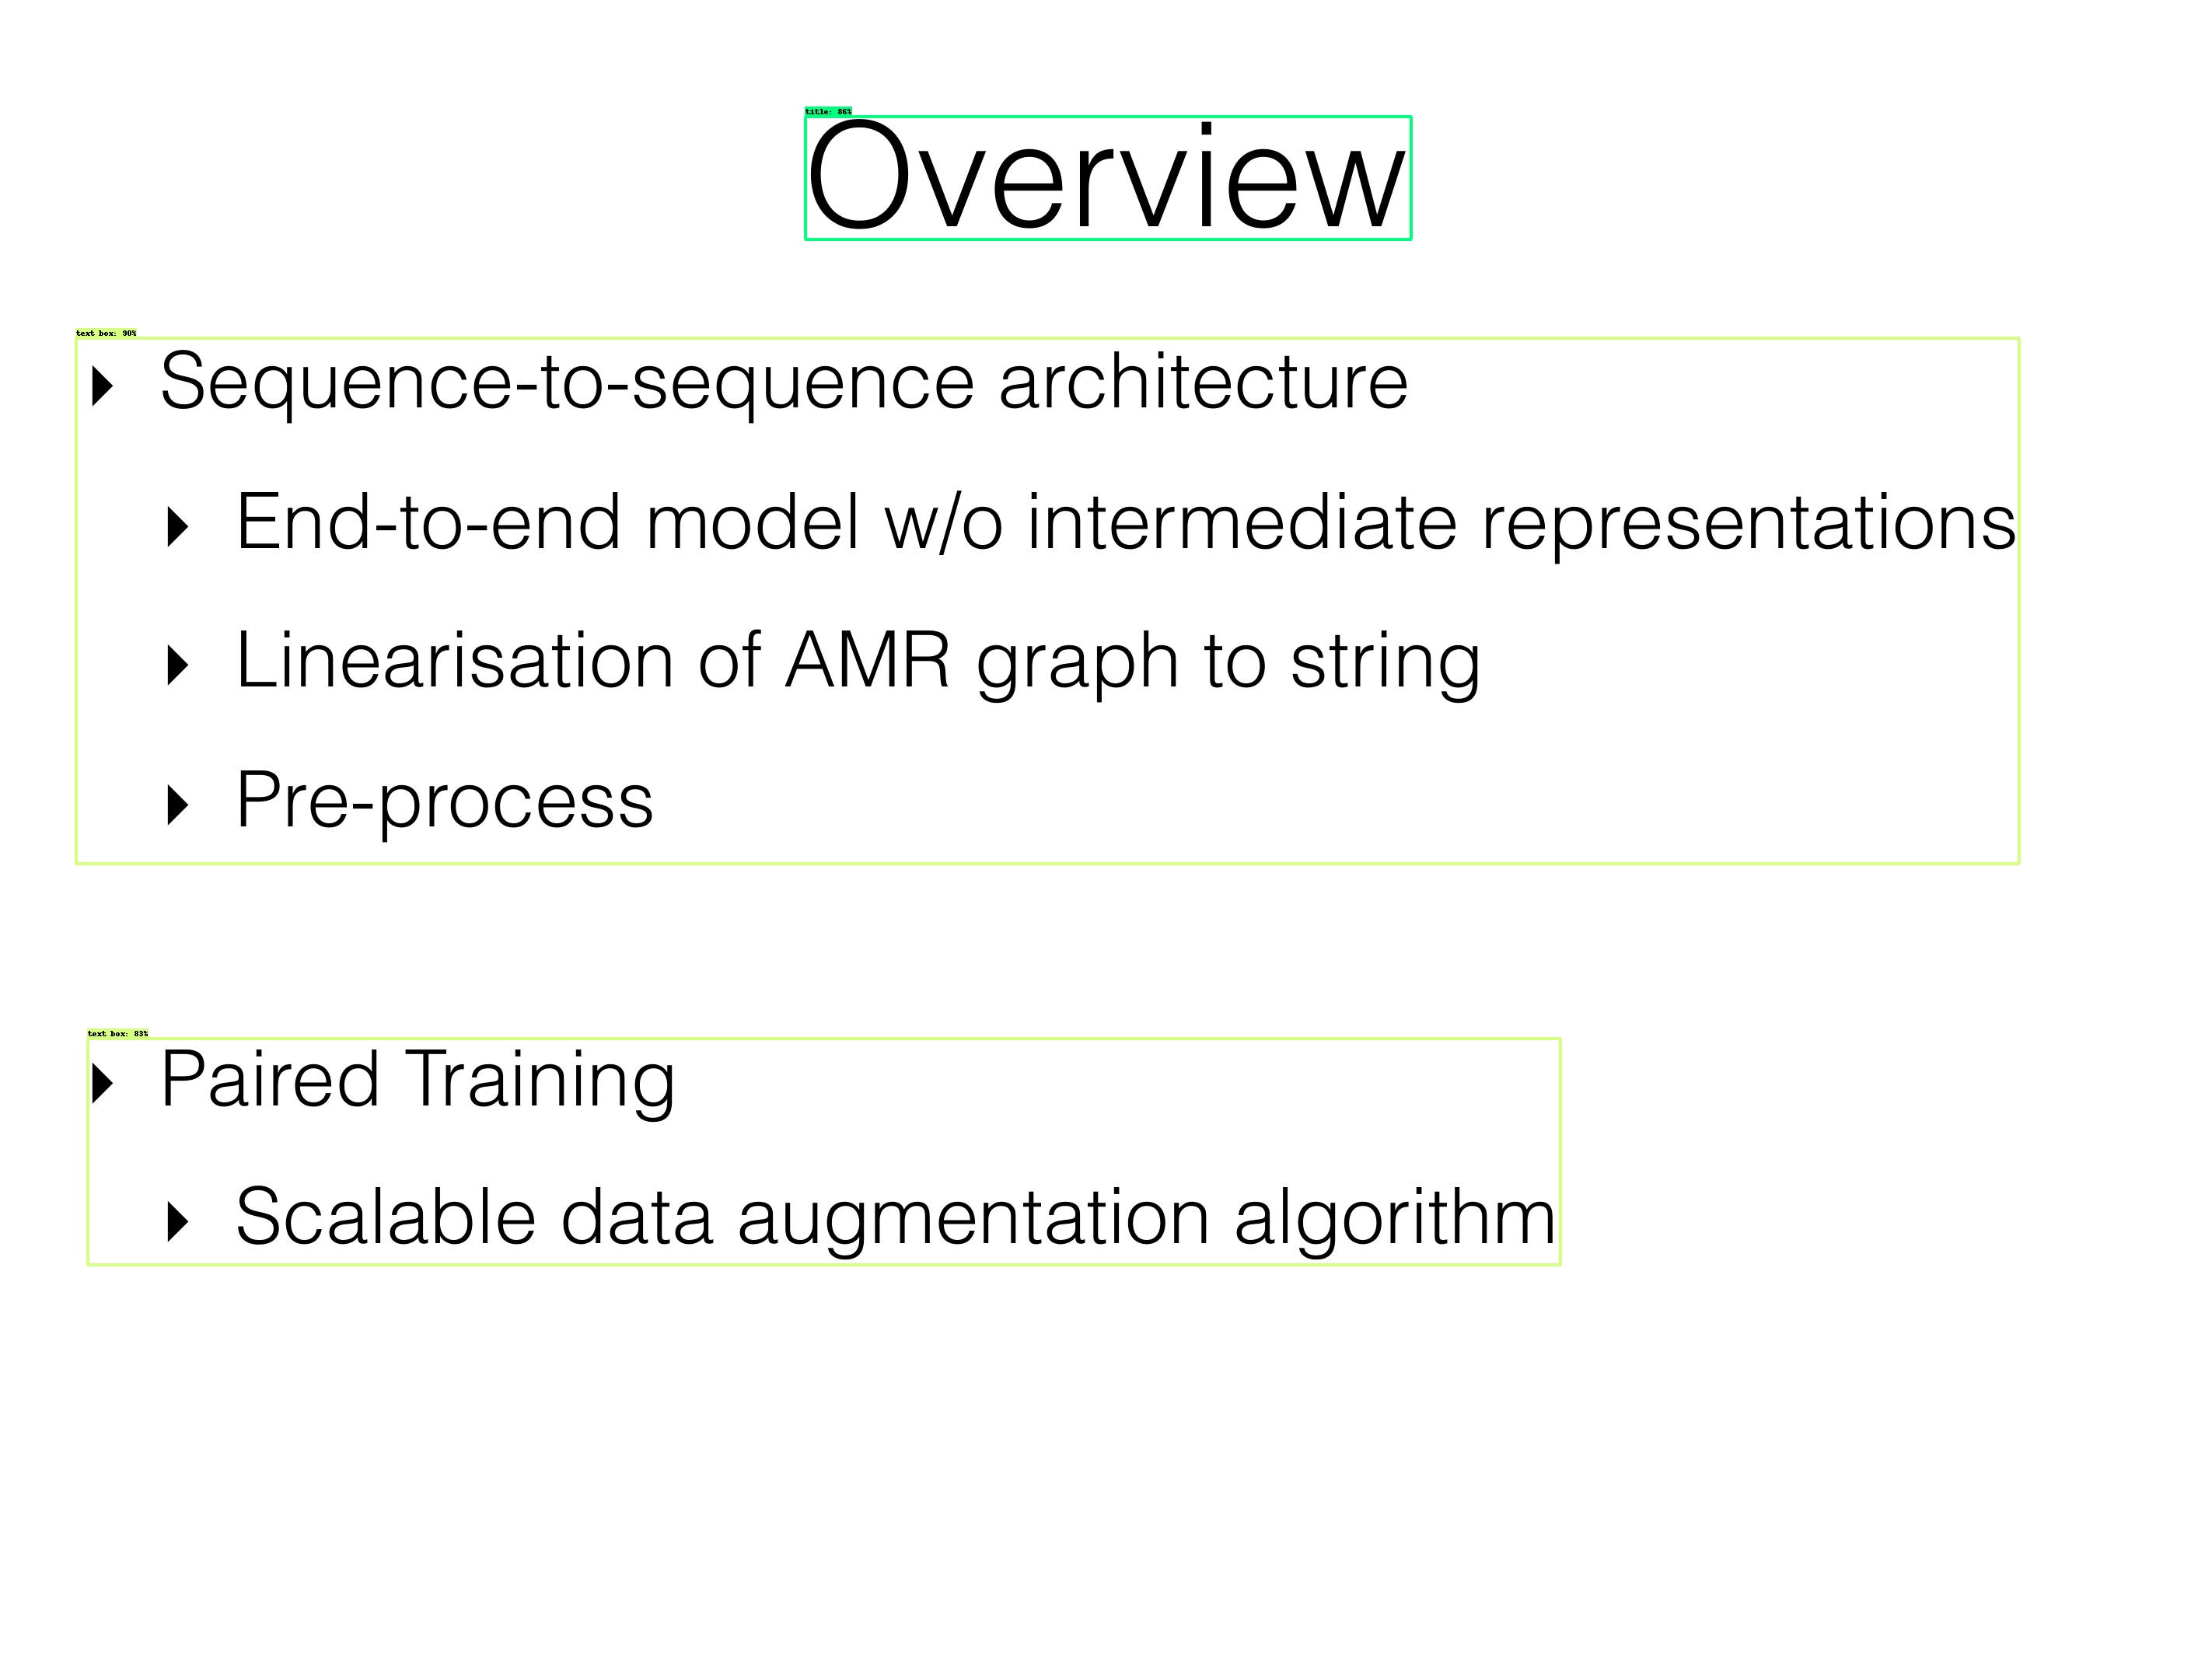 title: 86%
Overview
text box: 90%
Sequence-to-sequence architecture
End-to-end model w/o intermediate representations
Linearisation of AMR graph to string
Pre-process
text box: 83%
Paired Training
Scalable data augmentation algorithm